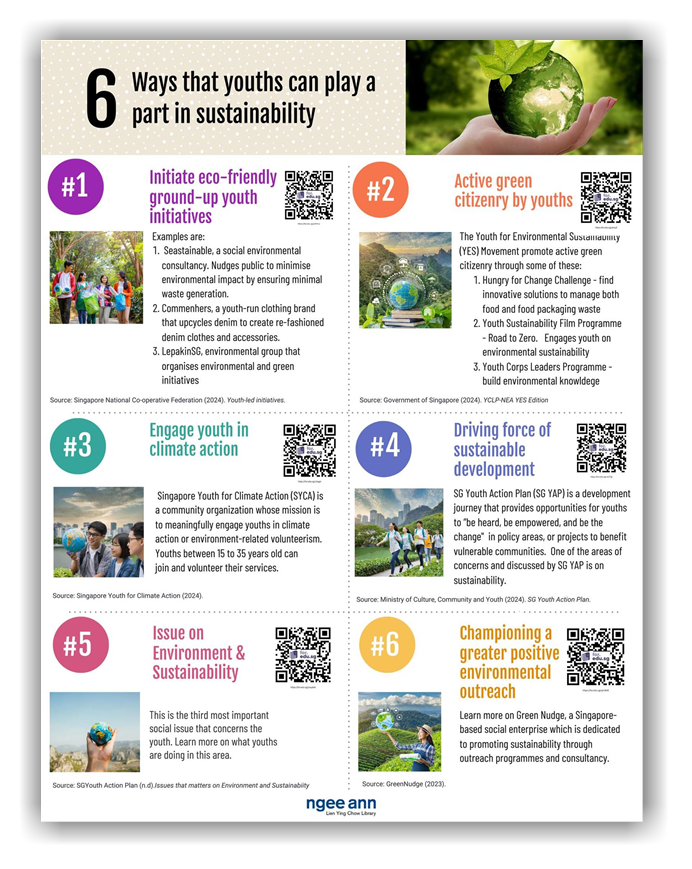 6
Ways that youths can play a
part in sustainability
#1
Initiate eco-friendly
ground-up youth
initiatives
Examples are:
1. Seastainable, a social environmental
consultancy. Nudges public to minimise
environmental impact by ensuring minimal
waste generation.
2. Commenhers, a youth-run clothing brand
that upcycles denim to create re-fashioned
denim clothes and accessories.
3. LepakinSG, environmental group that
organises environmental and green
initiatives
Source: Singapore National Co-operative Federation (2024). Youth-led initiatives.
#2
Active green
citizenry by youths
The Youth for Environmental Sustainability
(YES) Movement promote active green
citizenry through some of these:
1. Hungry for Change Challenge - find
innovative solutions to manage both
food and food packaging waste
2. Youth Sustainability Film Programme
- Road to Zero. Engages youth on
environmental sustainability
3. Youth Corps Leaders Programme -
build environmental knowldege
Source: Government of Singapore (2024). YCLP-NEA YES Edition
#3
Engage youth in
climate action
Singapore Youth for Climate Action (SYCA) is
a community organization whose mission is
to meaningfully engage youths in climate
action or environment-related volunteerism.
Youths between 15 to 35 years old can
join and volunteer their services.
Source: Singapore Youth for Climate Action (2024).
#4
Driving force of
sustainable
development
SG Youth Action Plan (SG YAP) is a development
journey that provides opportunities for youths
to "be heard, be empowered, and be the
change" in policy areas, or projects to benefit
vulnerable communities. One of the areas of
concerns and discussed by SG YAP is on
sustainability.
Source: Ministry of Culture, Community and Youth (2024). SG Youth Action Plan.
#5
Issue on
Environment &
Sustainability
This is the third most important
social issue that concerns the
youth. Learn more on what youths
are doing in this area.
Source: SGYouth Action Plan (n.d).Issues that matters on Environment and Sustainabiity
#6
Championing a
greater positive
environmental
outreach
Learn more on Green Nudge, a Singapore-
based social enterprise which is dedicated
to promoting sustainability through
outreach programmes and consultancy.
Source: GreenNudge (2023).
ngee ann
Lien Ying Chow Library